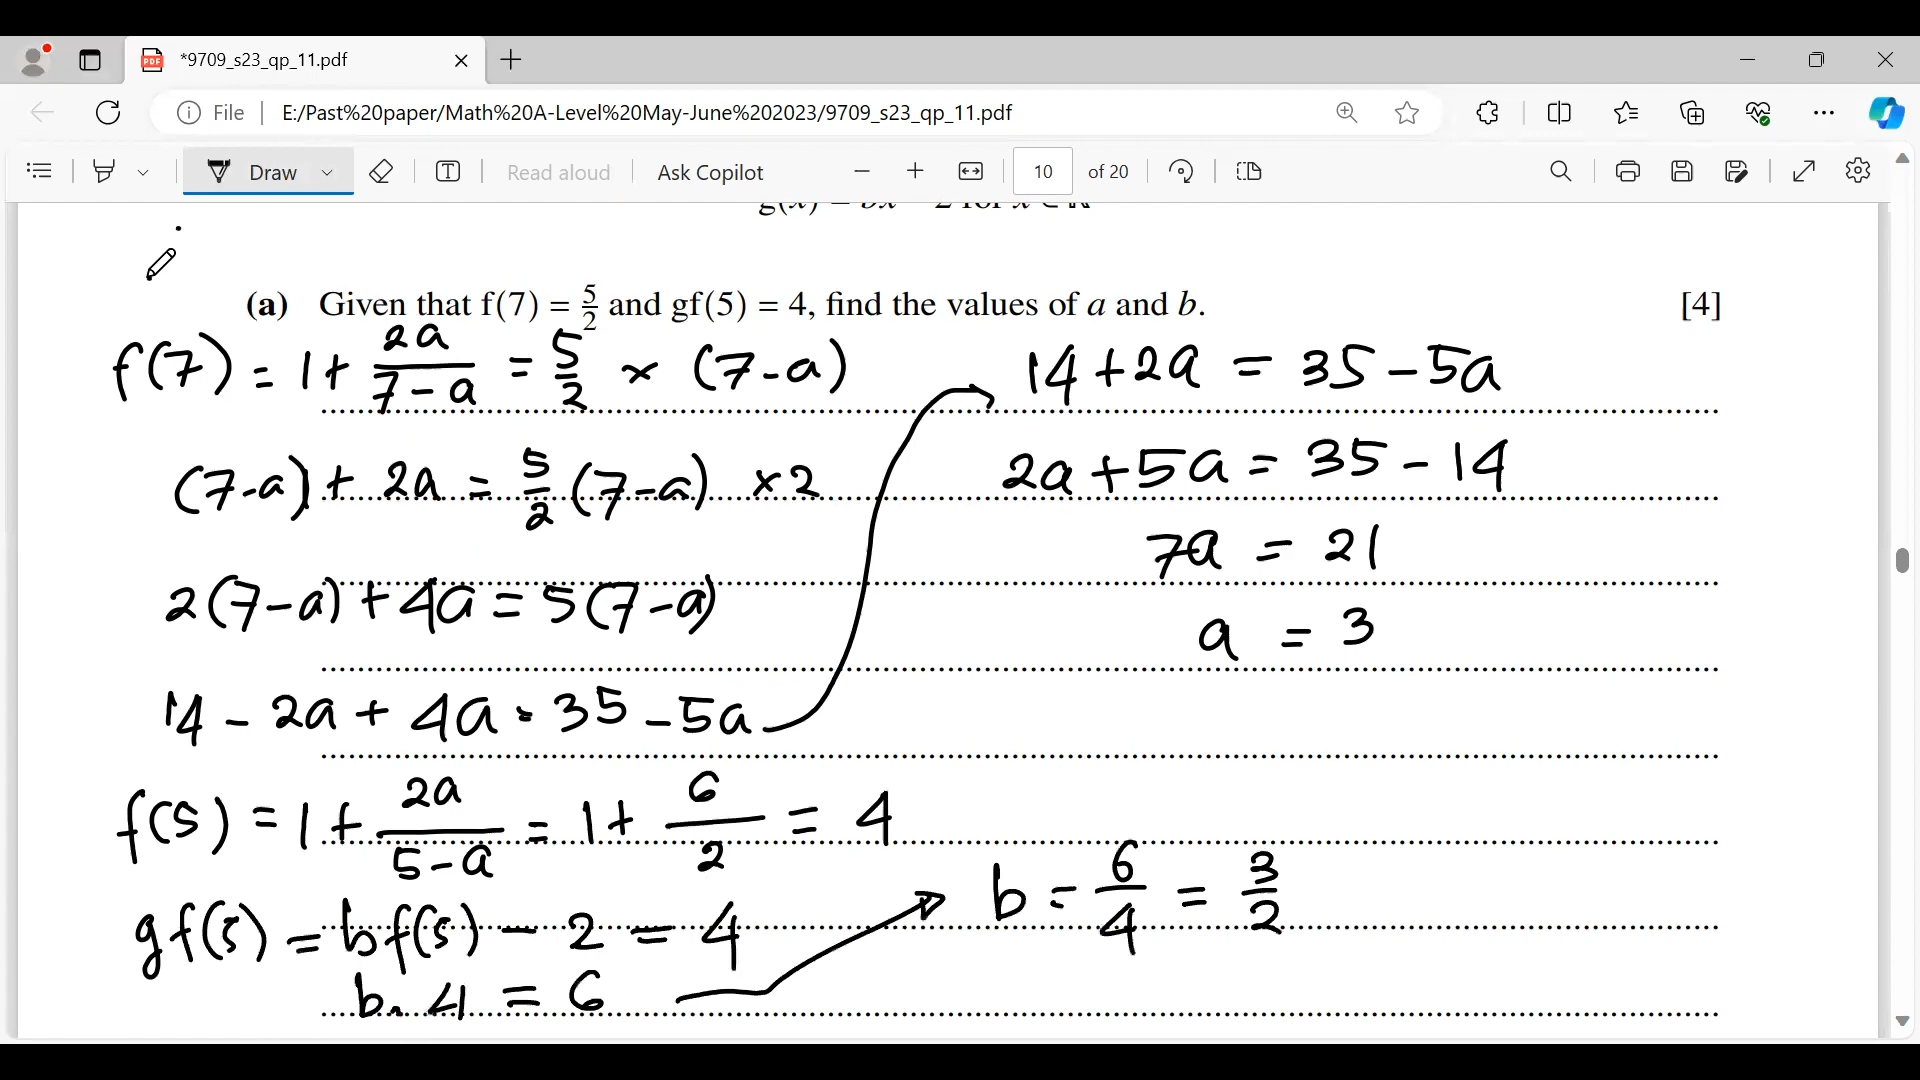 *9709_s23_qp_11.pdf
File E:/Past%20paper/Math%20A-Level%20May-June%202023/9709_s23_qp_11.pdf
Draw Read aloud Ask Copilot 10 of 20
g(x) = bx − 2 for x ∈ ℝ
(a) Given that f(7) = 5/2 and gf(5) = 4, find the values of a and b. [4]
f(7) = 1 + 2a/(7-a) = 5/2 × (7-a)
(7-a) + 2a = 5/2 (7-a) ×2
2(7-a) + 4a = 5(7-a)
14 - 2a + 4a = 35 - 5a
14 + 2a = 35 - 5a
2a + 5a = 35 - 14
7a = 21
a = 3
f(5) = 1 + 2a/(5-a) = 1 + 6/2 = 4
gf(5) = bf(5) - 2 = 4
b. 4 = 6
b = 6/4 = 3/2